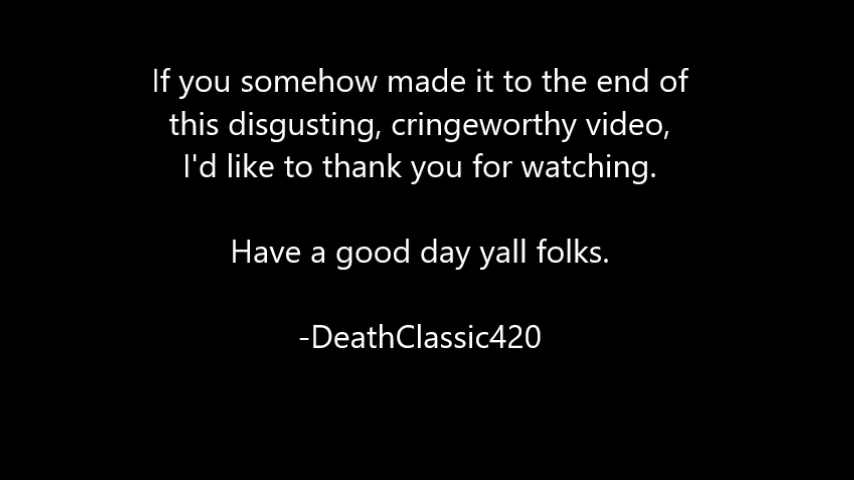 If you somehow made it to the end of
this disgusting, cringeworthy video,
I'd like to thank you for watching.
Have a good day yall folks.
-DeathClassic420